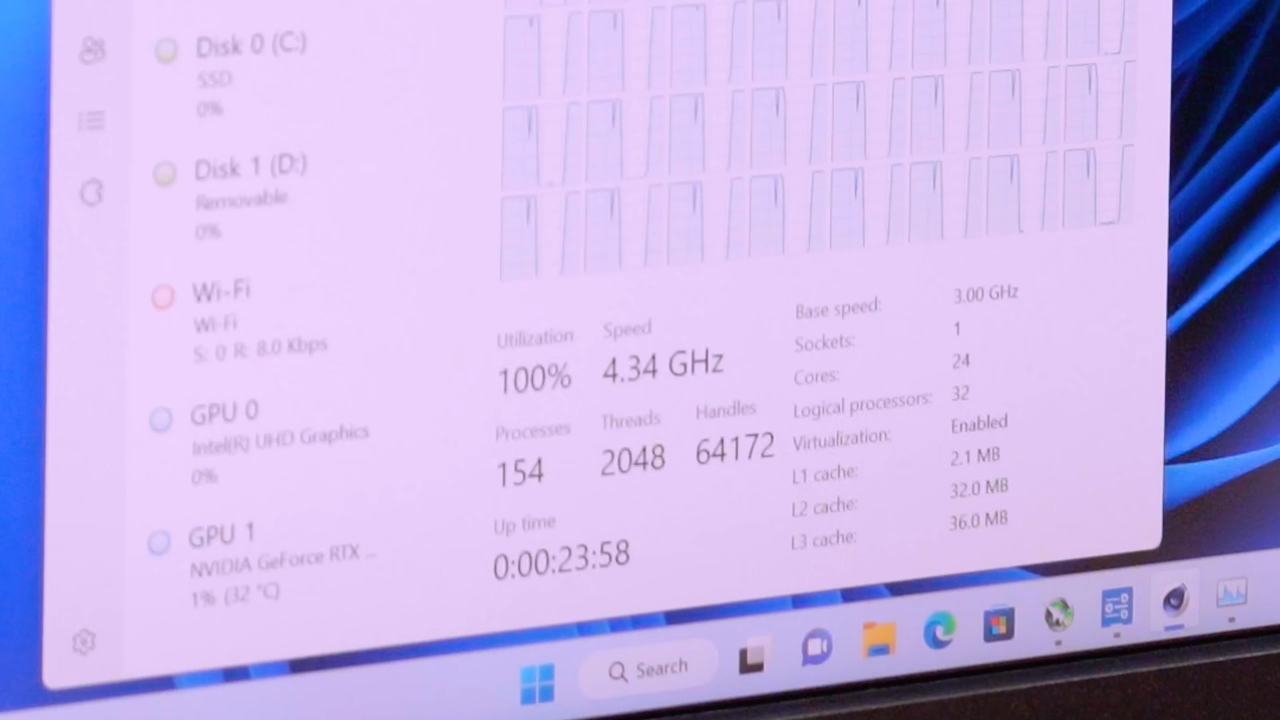 Disk 0 (C:)
SSD
0%
Disk 1 (D:)
Removable
0%
Wi-Fi
Wi-Fi
S: 0 R: 8.0 Kbps
GPU 0
Intel(R) UHD Graphics
0%
GPU 1
NVIDIA GeForce RTX ...
1% (32 °C)
Utilization Speed
100% 4.34 GHz
Processes Threads Handles
154 2048 64172
Up time
0:00:23:58
Base speed: 3.00 GHz
Sockets: 1
Cores: 24
Logical processors: 32
Virtualization: Enabled
L1 cache: 2.1 MB
L2 cache: 32.0 MB
L3 cache: 36.0 MB
Search